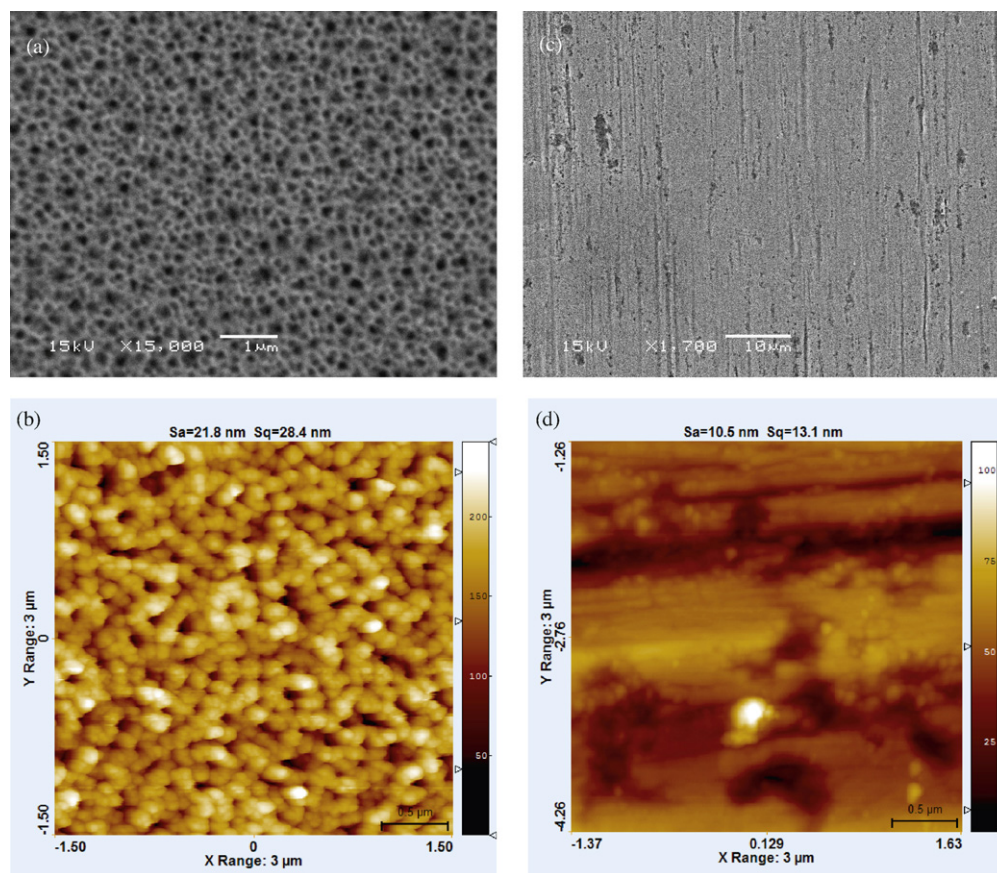 (a)
15kV X15,000 1µm
(c)
15kV X1,700 10µm
(b)
Sa=21.8 nm Sq=28.4 nm
1.50
0
-1.50
Y Range: 3 µm
200
150
100
50
0.5 µm
-1.50 0 1.50
X Range: 3 µm
(d)
Sa=10.5 nm Sq=13.1 nm
-1.26
-2.76
-4.26
Y Range: 3 µm
100
75
50
25
0.5 µm
-1.37 0.129 1.63
X Range: 3 µm